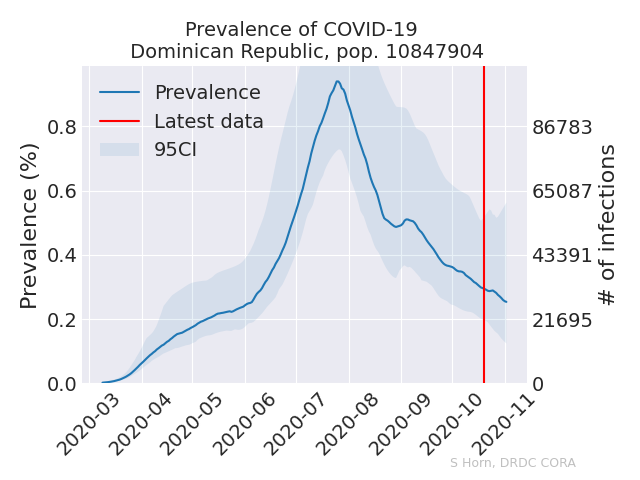 Prevalence of COVID-19
Dominican Republic, pop. 10847904
Prevalence
Latest data
95CI
Prevalence (%)
0.8
0.6
0.4
0.2
0.0
86783
65087
43391
21695
0
# of infections
2020-03
2020-04
2020-05
2020-06
2020-07
2020-08
2020-09
2020-10
2020-11
S Horn, DRDC CORA